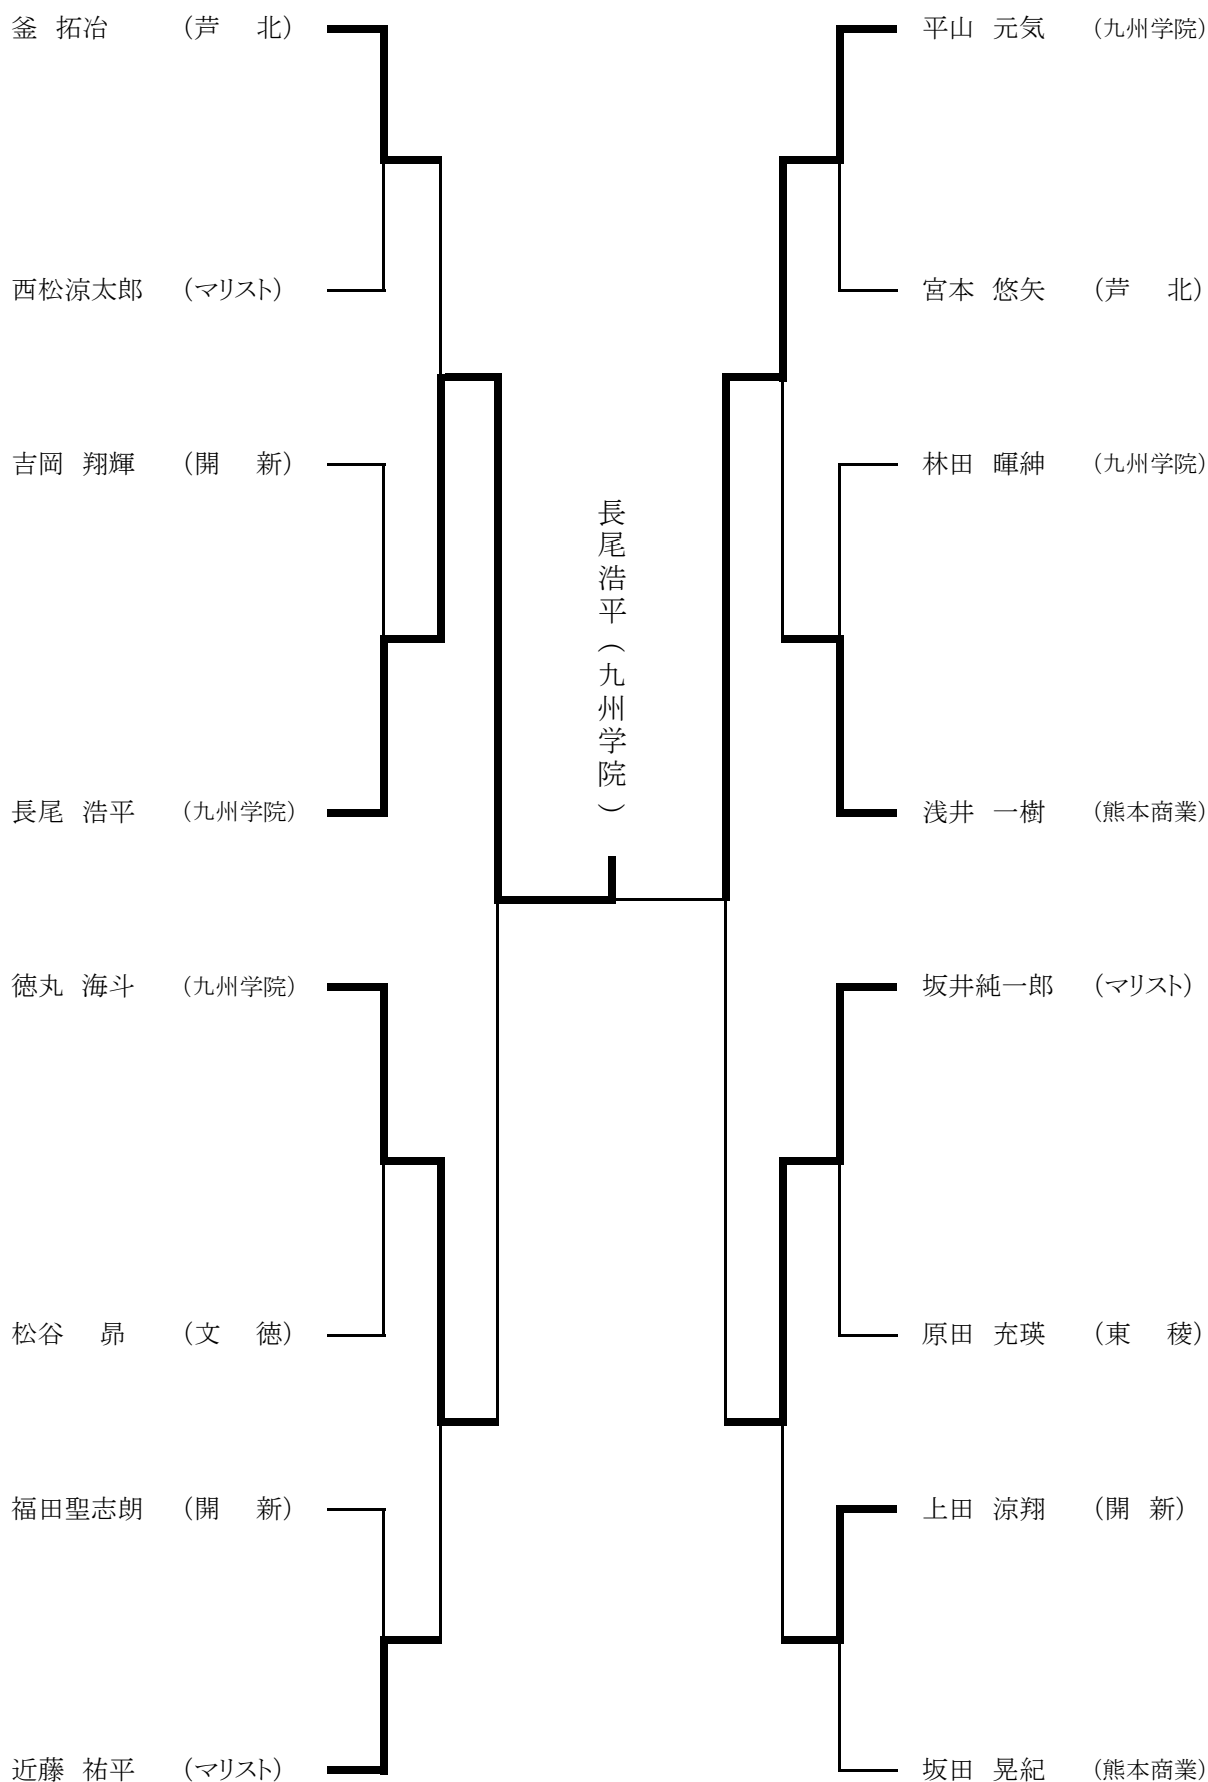 釜 拓冶 (芦 北)
西松涼太郎 (マリスト)
吉岡 翔輝 (開 新)
長尾 浩平 (九州学院)
徳丸 海斗 (九州学院)
松谷 昴 (文 徳)
福田聖志朗 (開 新)
近藤 祐平 (マリスト)
長尾浩平(九州学院)
平山 元気 (九州学院)
宮本 悠矢 (芦 北)
林田 暉紳 (九州学院)
浅井 一樹 (熊本商業)
坂井純一郎 (マリスト)
原田 充瑛 (東 稜)
上田 涼翔 (開 新)
坂田 晃紀 (熊本商業)